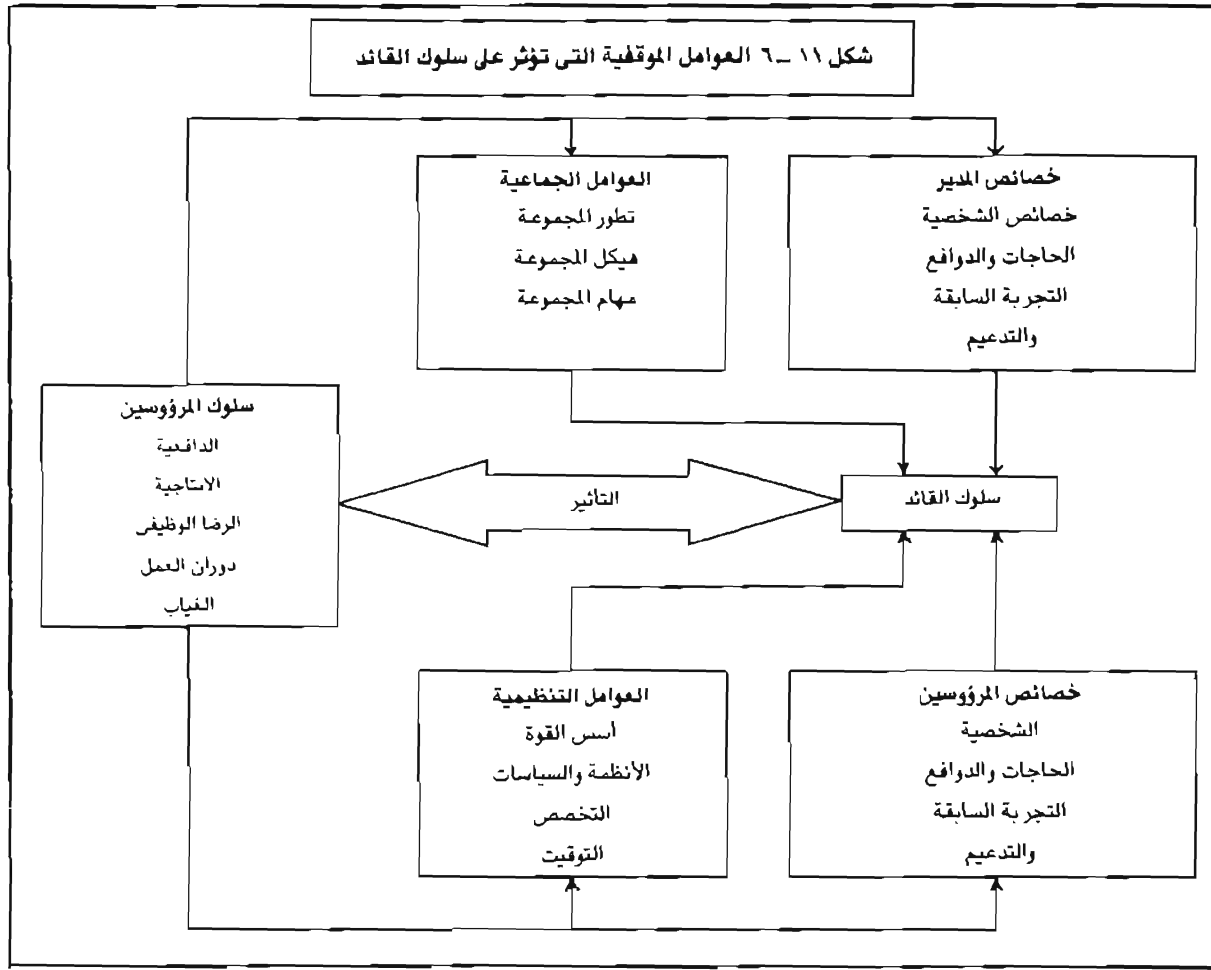 شكل ١١ – ٦ العوامل الموقفية التى تؤثر على سلوك القائد
خصائص المدير
خصائص الشخصية
الحاجات والدوافع
التجربة السابقة
والتدعيم
العوامل الجماعية
تطور المجموعة
هيكل المجموعة
مهام المجموعة
سلوك القائد
التأثير
سلوك المرؤوسين
الدافعية
الانتاجية
الرضا الوظيفى
دوران العمل
الغياب
خصائص المرؤوسين
الشخصية
الحاجات والدوافع
التجربة السابقة
والتدعيم
العوامل التنظيمية
أسس القوة
الأنظمة والسياسات
التخصص
التوقيت